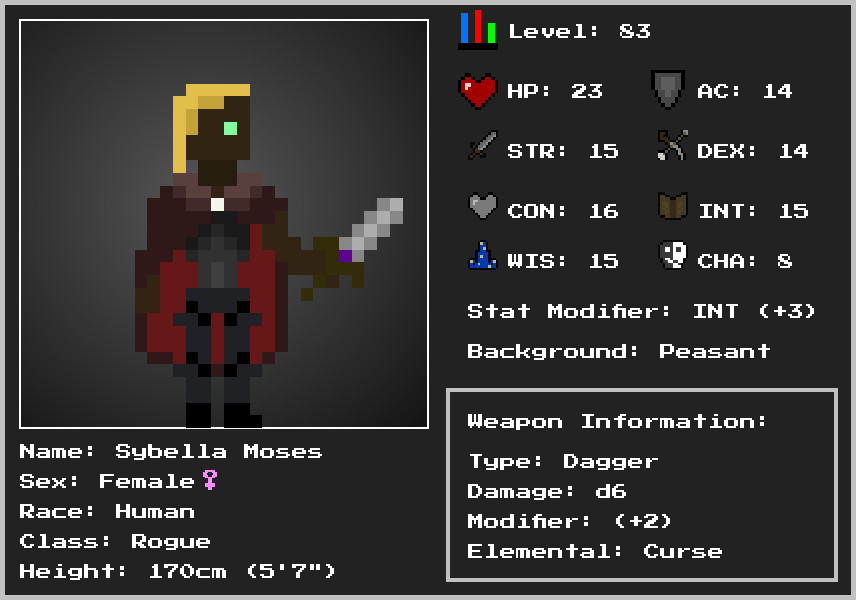 Level: 83
HP: 23 AC: 14
STR: 15 DEX: 14
CON: 16 INT: 15
WIS: 15 CHA: 8
Stat Modifier: INT (+3)
Background: Peasant
Weapon Information:
Type: Dagger
Damage: d6
Modifier: (+2)
Elemental: Curse
Name: Sybella Moses
Sex: Female♀
Race: Human
Class: Rogue
Height: 170cm (5'7")